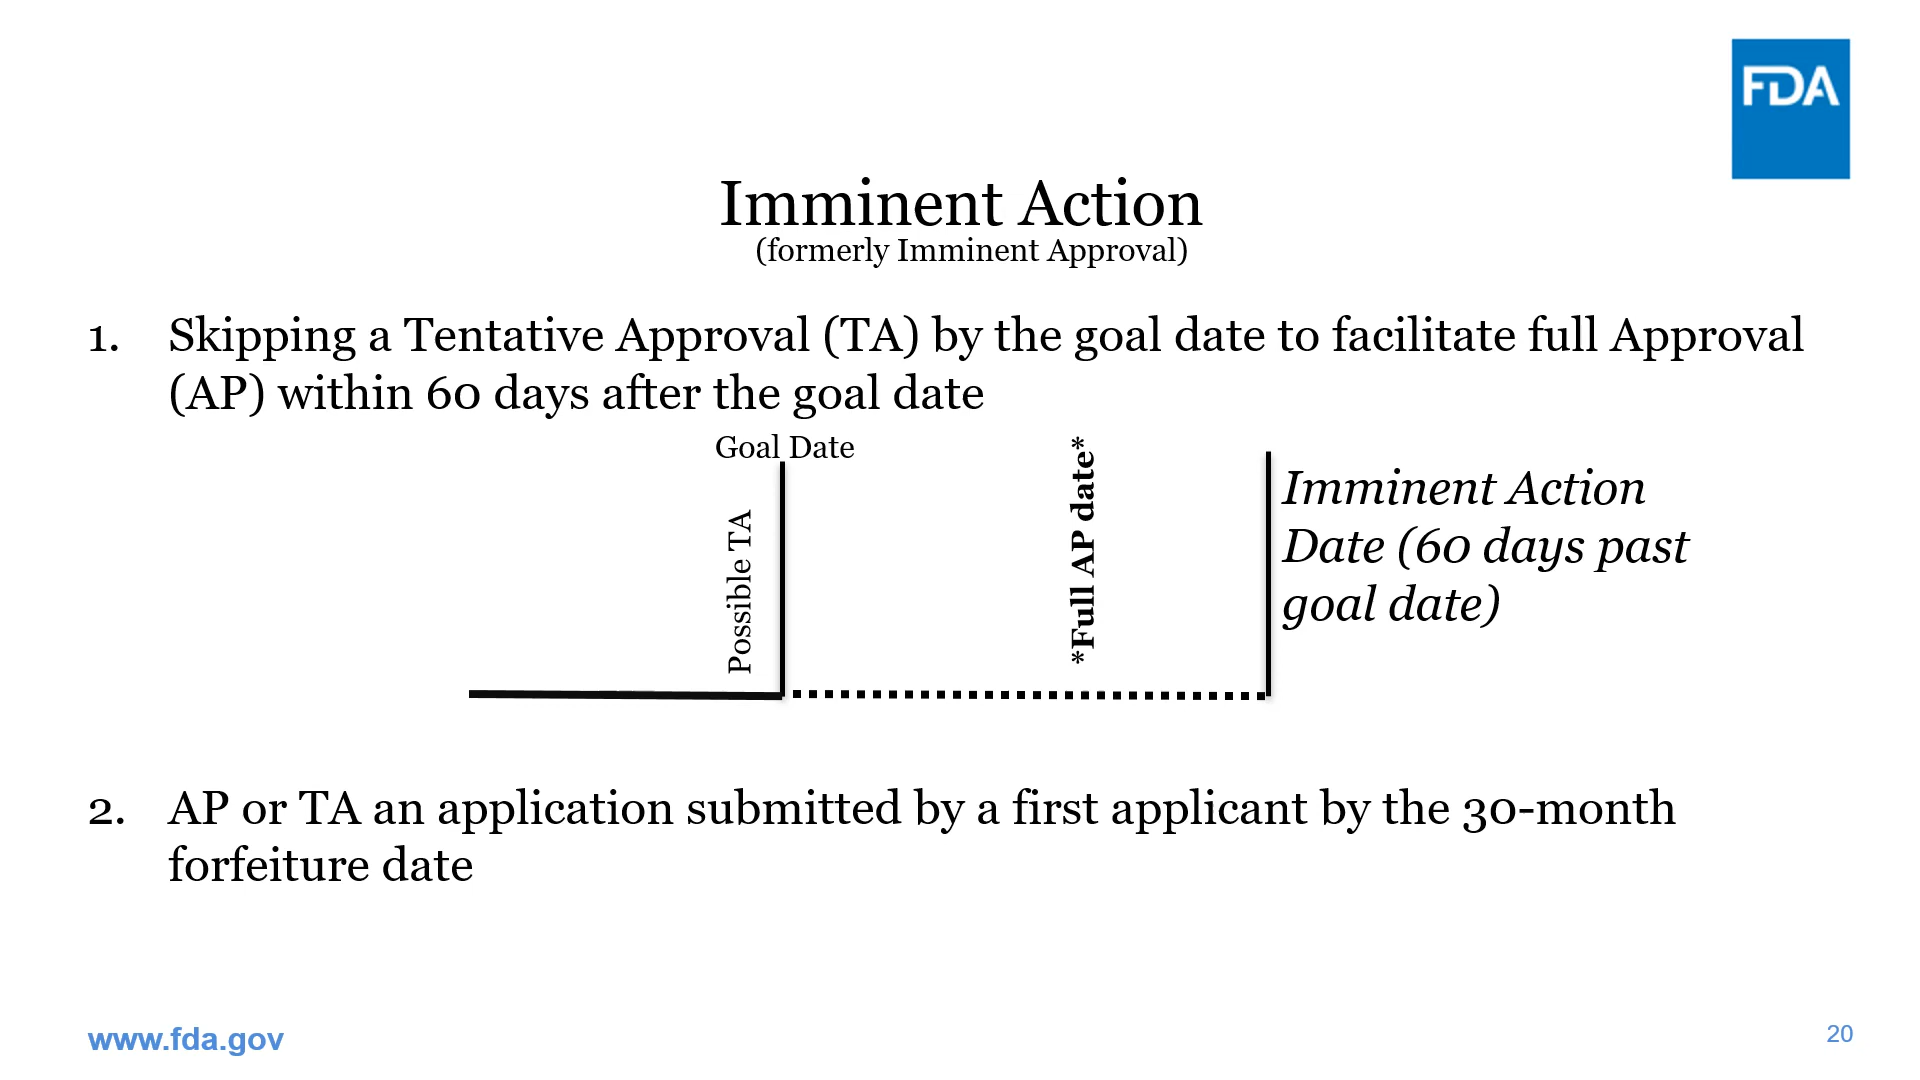 FDA
Imminent Action
(formerly Imminent Approval)
1. Skipping a Tentative Approval (TA) by the goal date to facilitate full Approval
(AP) within 60 days after the goal date
Goal Date
Possible TA
*Full AP date*
Imminent Action
Date (60 days past
goal date)
2. AP or TA an application submitted by a first applicant by the 30-month
forfeiture date
www.fda.gov
20